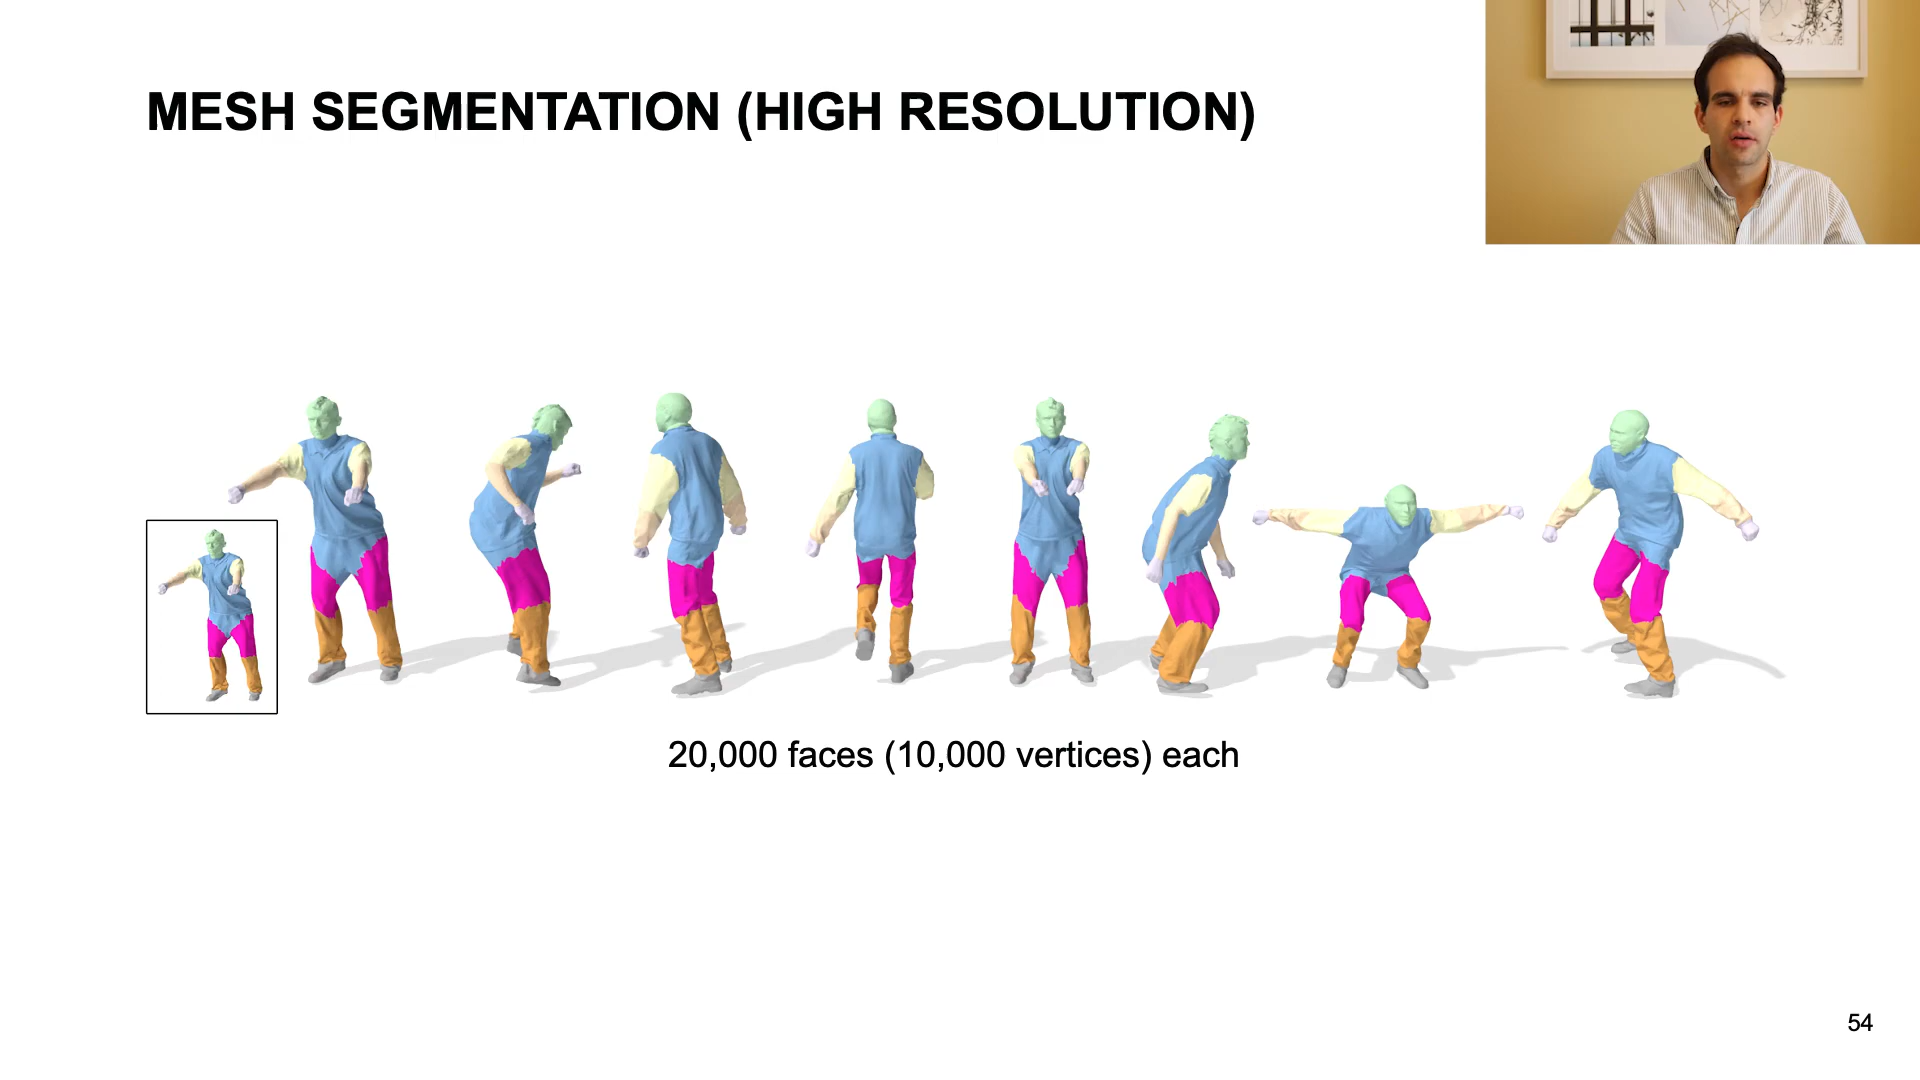 MESH SEGMENTATION (HIGH RESOLUTION)
20,000 faces (10,000 vertices) each
54